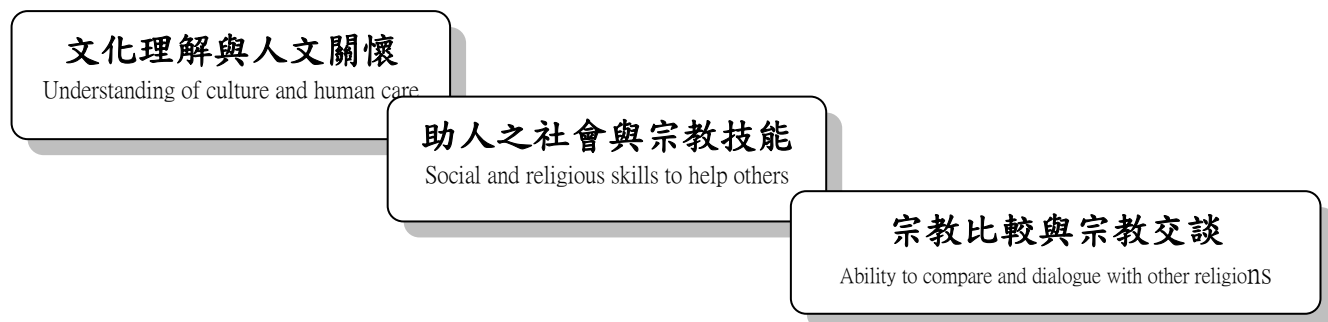 文化理解與人文關懷
Understanding of culture and human care
助人之社會與宗教技能
Social and religious skills to help others
宗教比較與宗教交談
Ability to compare and dialogue with other religions